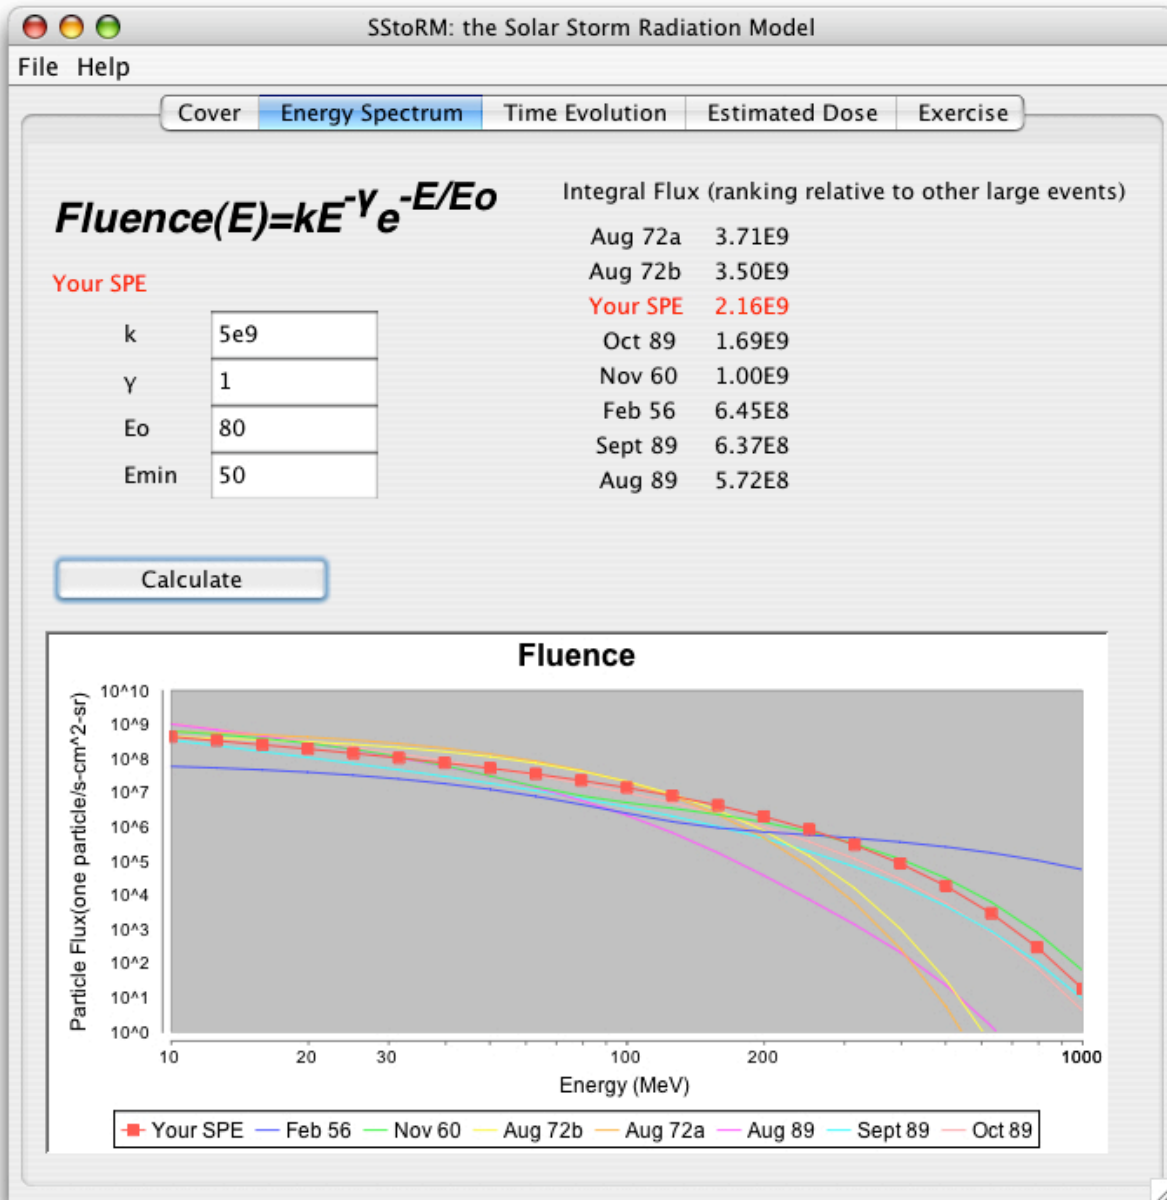 SStoRM: the Solar Storm Radiation Model
File Help
Cover Energy Spectrum Time Evolution Estimated Dose Exercise
Fluence(E)=kE^-γ e^-E/Eo
Integral Flux (ranking relative to other large events)
Aug 72a 3.71E9
Aug 72b 3.50E9
Your SPE 2.16E9
Oct 89 1.69E9
Nov 60 1.00E9
Feb 56 6.45E8
Sept 89 6.37E8
Aug 89 5.72E8
Your SPE
k 5e9
γ 1
Eo 80
Emin 50
Calculate
Fluence
Particle Flux(one particle/s-cm^2-sr)
10^10
10^9
10^8
10^7
10^6
10^5
10^4
10^3
10^2
10^1
10^0
10 20 30 100 200 1000
Energy (MeV)
Your SPE Feb 56 Nov 60 Aug 72b Aug 72a Aug 89 Sept 89 Oct 89